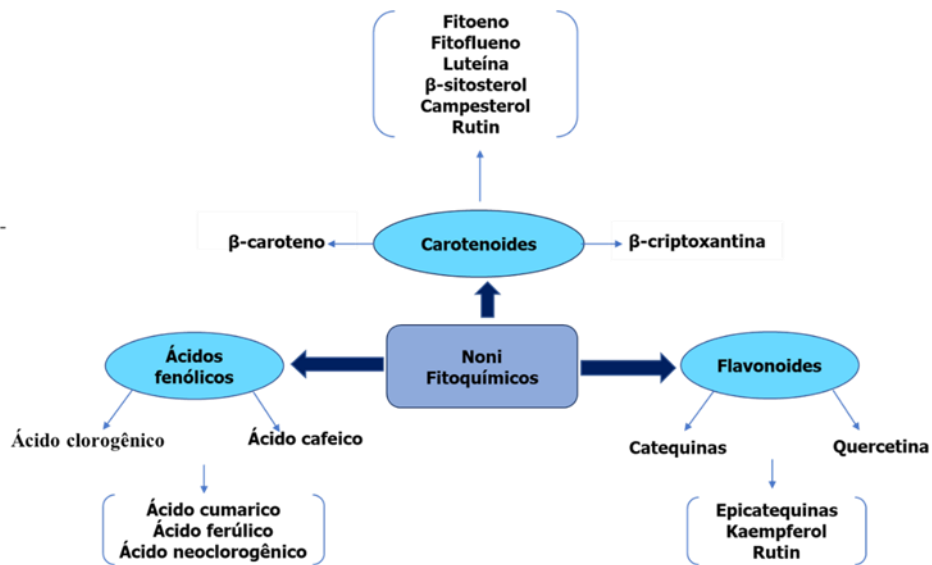 Fitoeno
Fitoflueno
Luteína
β-sitosterol
Campesterol
Rutin
β-caroteno
Carotenoides
β-criptoxantina
Ácidos
fenólicos
Noni
Fitoquímicos
Flavonoides
Ácido clorogênico
Ácido cafeico
Catequinas
Quercetina
Ácido cumarico
Ácido ferúlico
Ácido neoclorogênico
Epicatequinas
Kaempferol
Rutin